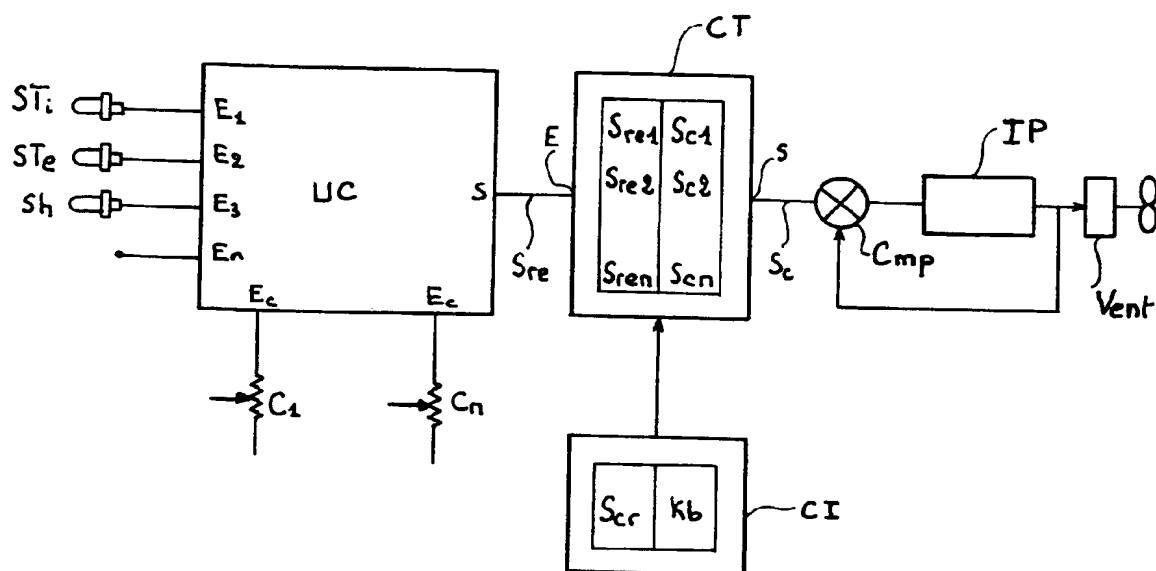 CT
STi
E1
STe
E2
Sh
E3
En
UC
S
Ec
Ec
C1
Cn
Sre
E
Sre1 Sc1
Sre2 Sc2
Sren Scn
S
Sc
Cmp
IP
Vent
Scr kb
CI